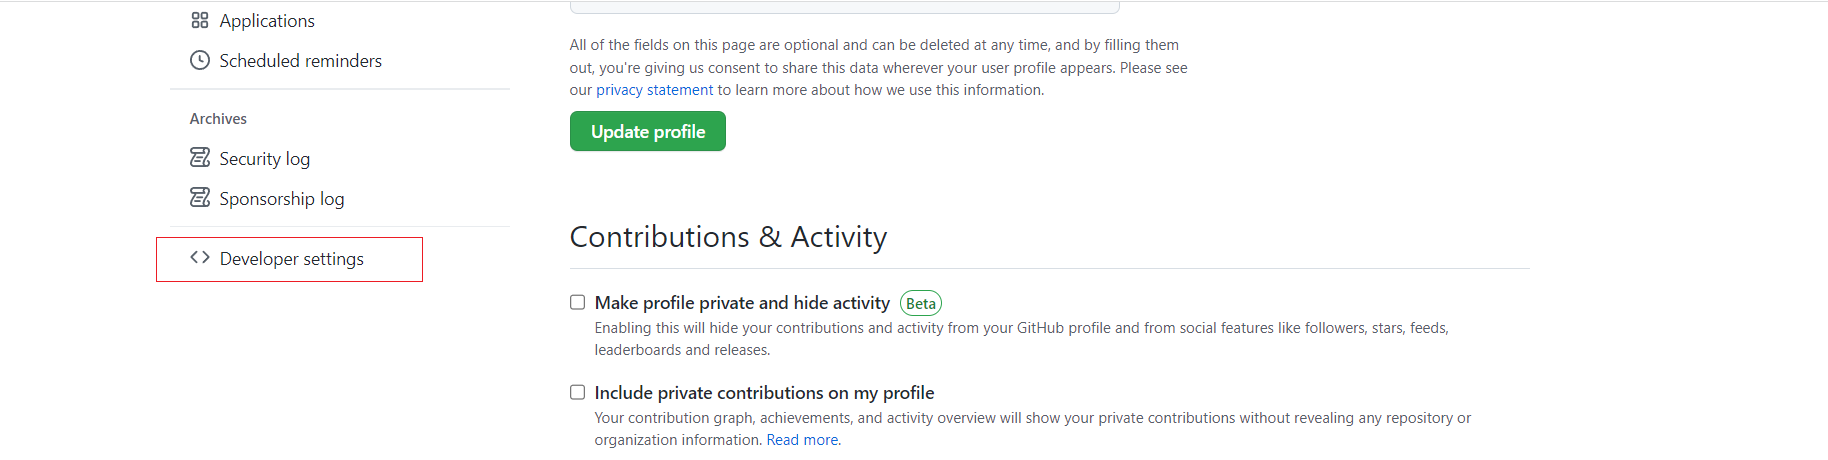 Applications
Scheduled reminders
Archives
Security log
Sponsorship log
Developer settings
All of the fields on this page are optional and can be deleted at any time, and by filling them
out, you're giving us consent to share this data wherever your user profile appears. Please see
our privacy statement to learn more about how we use this information.
Update profile
Contributions & Activity
Make profile private and hide activity Beta
Enabling this will hide your contributions and activity from your GitHub profile and from social features like followers, stars, feeds,
leaderboards and releases.
Include private contributions on my profile
Your contribution graph, achievements, and activity overview will show your private contributions without revealing any repository or
organization information. Read more.